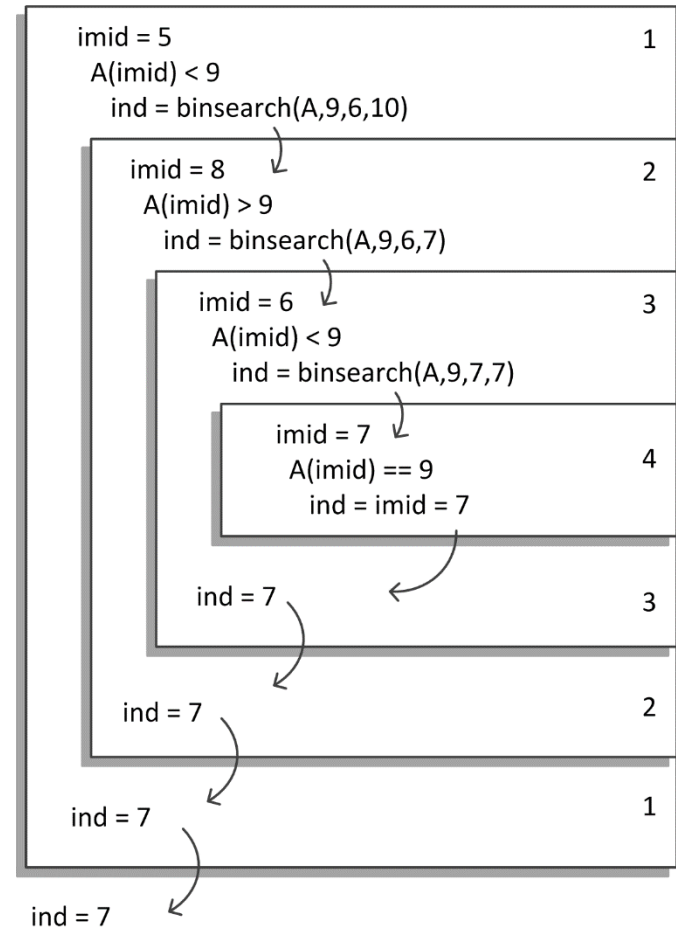 imid = 5 1
A(imid) < 9
ind = binsearch(A,9,6,10)
imid = 8 2
A(imid) > 9
ind = binsearch(A,9,6,7)
imid = 6 3
A(imid) < 9
ind = binsearch(A,9,7,7)
imid = 7
A(imid) == 9 4
ind = imid = 7
ind = 7 3
ind = 7 2
ind = 7 1
ind = 7